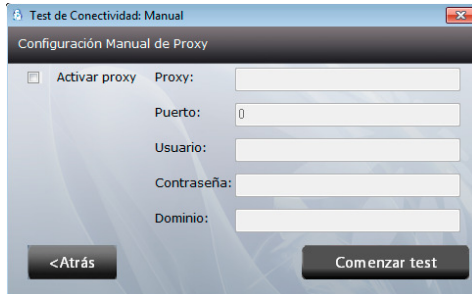 Test de Conectividad: Manual
Configuración Manual de Proxy
Activar proxy Proxy:
Puerto: 0
Usuario:
Contraseña:
Dominio:
<Atrás Comenzar test